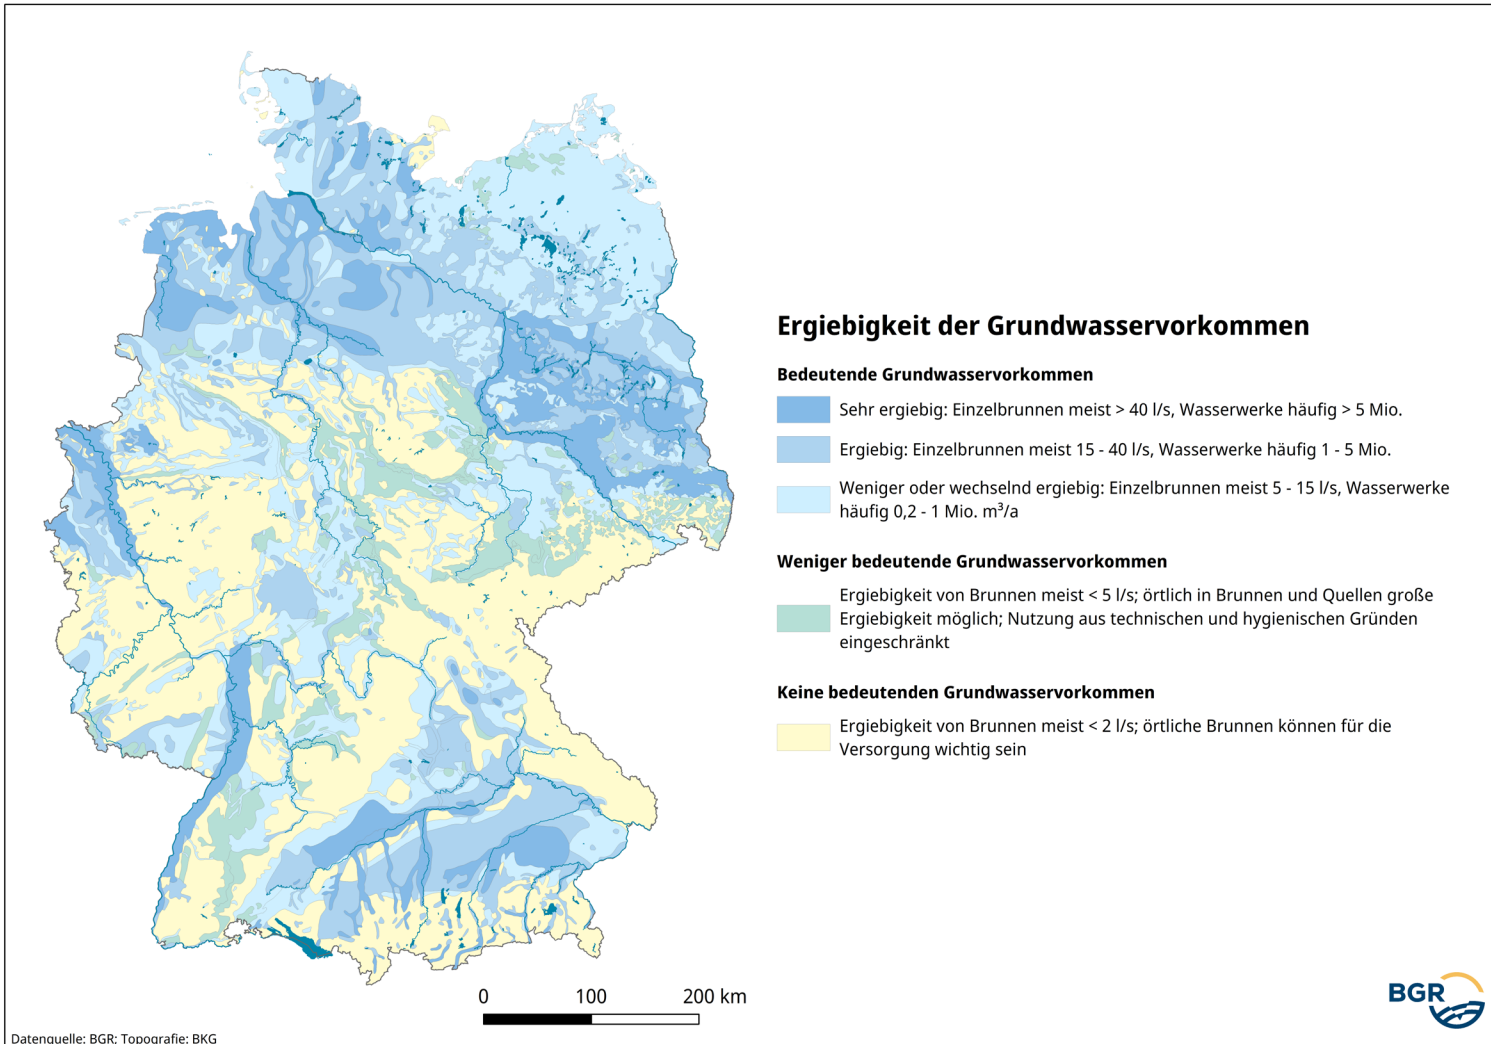 Ergiebigkeit der Grundwasservorkommen
Bedeutende Grundwasservorkommen
Sehr ergiebig: Einzelbrunnen meist > 40 l/s, Wasserwerke häufig > 5 Mio.
Ergiebig: Einzelbrunnen meist 15 - 40 l/s, Wasserwerke häufig 1 - 5 Mio.
Weniger oder wechselnd ergiebig: Einzelbrunnen meist 5 - 15 l/s, Wasserwerke
häufig 0,2 - 1 Mio. m³/a
Weniger bedeutende Grundwasservorkommen
Ergiebigkeit von Brunnen meist < 5 l/s; örtlich in Brunnen und Quellen große
Ergiebigkeit möglich; Nutzung aus technischen und hygienischen Gründen
eingeschränkt
Keine bedeutenden Grundwasservorkommen
Ergiebigkeit von Brunnen meist < 2 l/s; örtliche Brunnen können für die
Versorgung wichtig sein
0 100 200 km
BGR
Datenquelle: BGR; Topografie: BKG